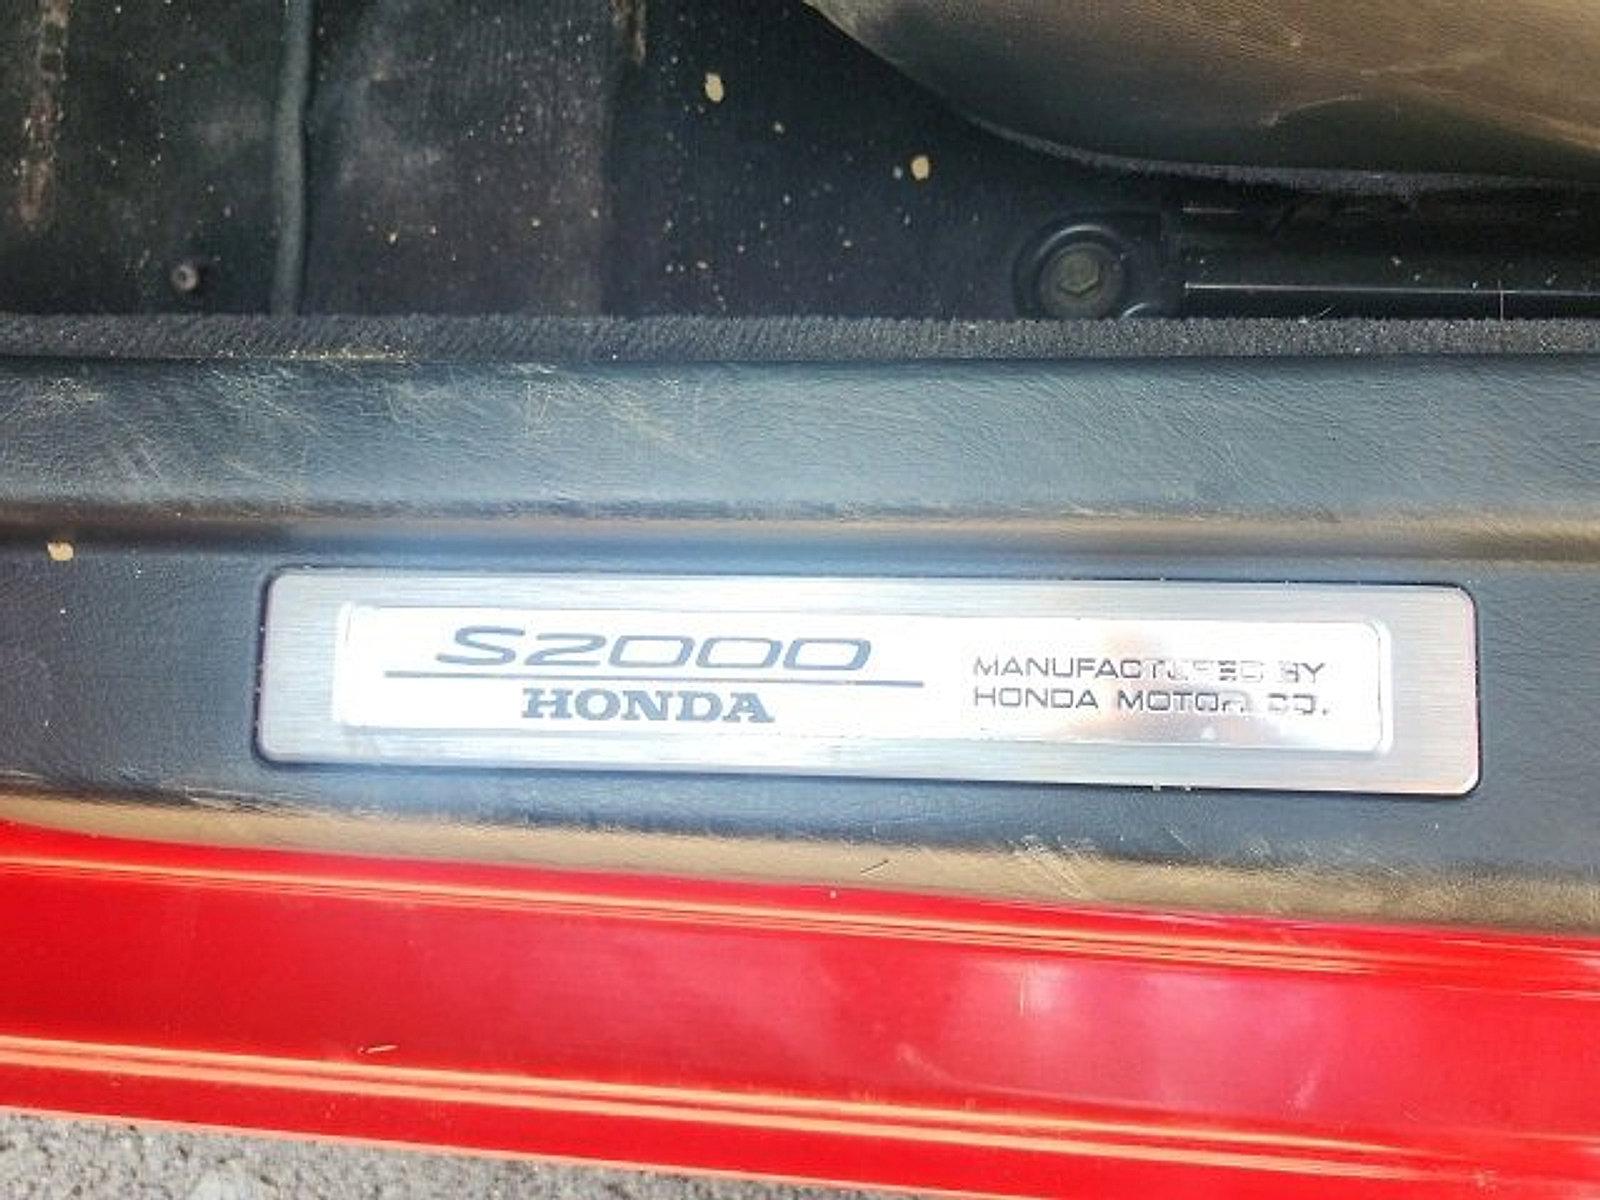 S2000
HONDA
MANUFACTURED BY
HONDA MOTOR CO.